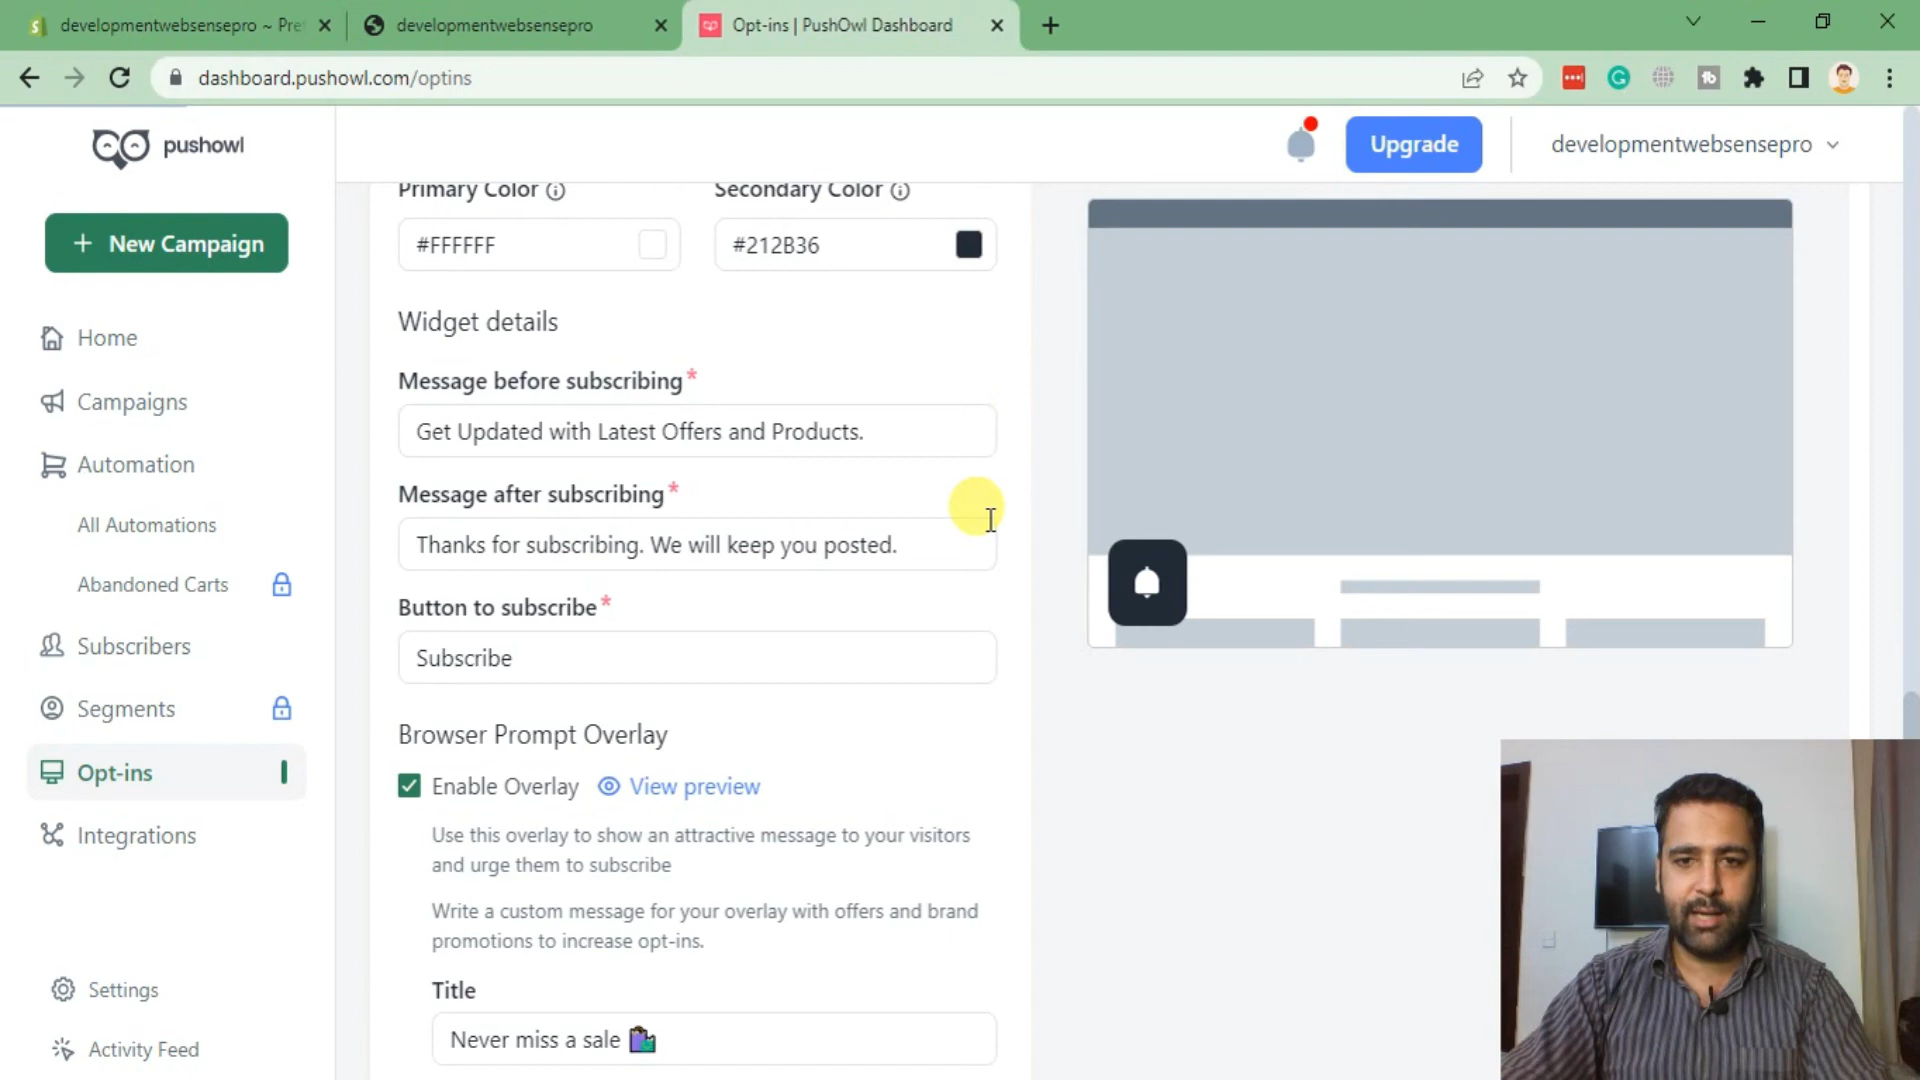 developmentwebsensepro ~ Pre
developmentwebsensepro
Opt-ins | PushOwl Dashboard
dashboard.pushowl.com/optins
pushowl
Upgrade
developmentwebsensepro
+ New Campaign
Home
Campaigns
Automation
All Automations
Abandoned Carts
Subscribers
Segments
Opt-ins
Integrations
Settings
Activity Feed
Primary Color
Secondary Color
#FFFFFF
#212B36
Widget details
Message before subscribing*
Get Updated with Latest Offers and Products.
Message after subscribing*
Thanks for subscribing. We will keep you posted.
Button to subscribe*
Subscribe
Browser Prompt Overlay
Enable Overlay
View preview
Use this overlay to show an attractive message to your visitors
and urge them to subscribe
Write a custom message for your overlay with offers and brand
promotions to increase opt-ins.
Title
Never miss a sale 🛍️